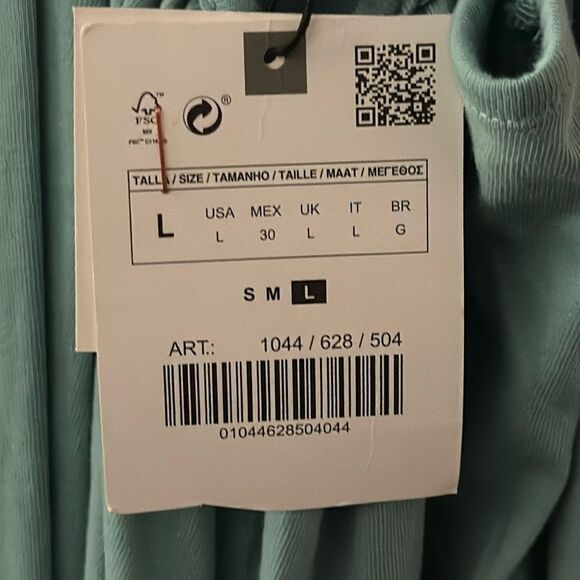 FSC
MIX
TALLA / SIZE / TAMANHO / TAILLE / MAAT / ΜΕΓΕΘΟΣ
L USA MEX UK IT BR
L 30 L L G
S M L
ART.: 1044 / 628 / 504
01044628504044